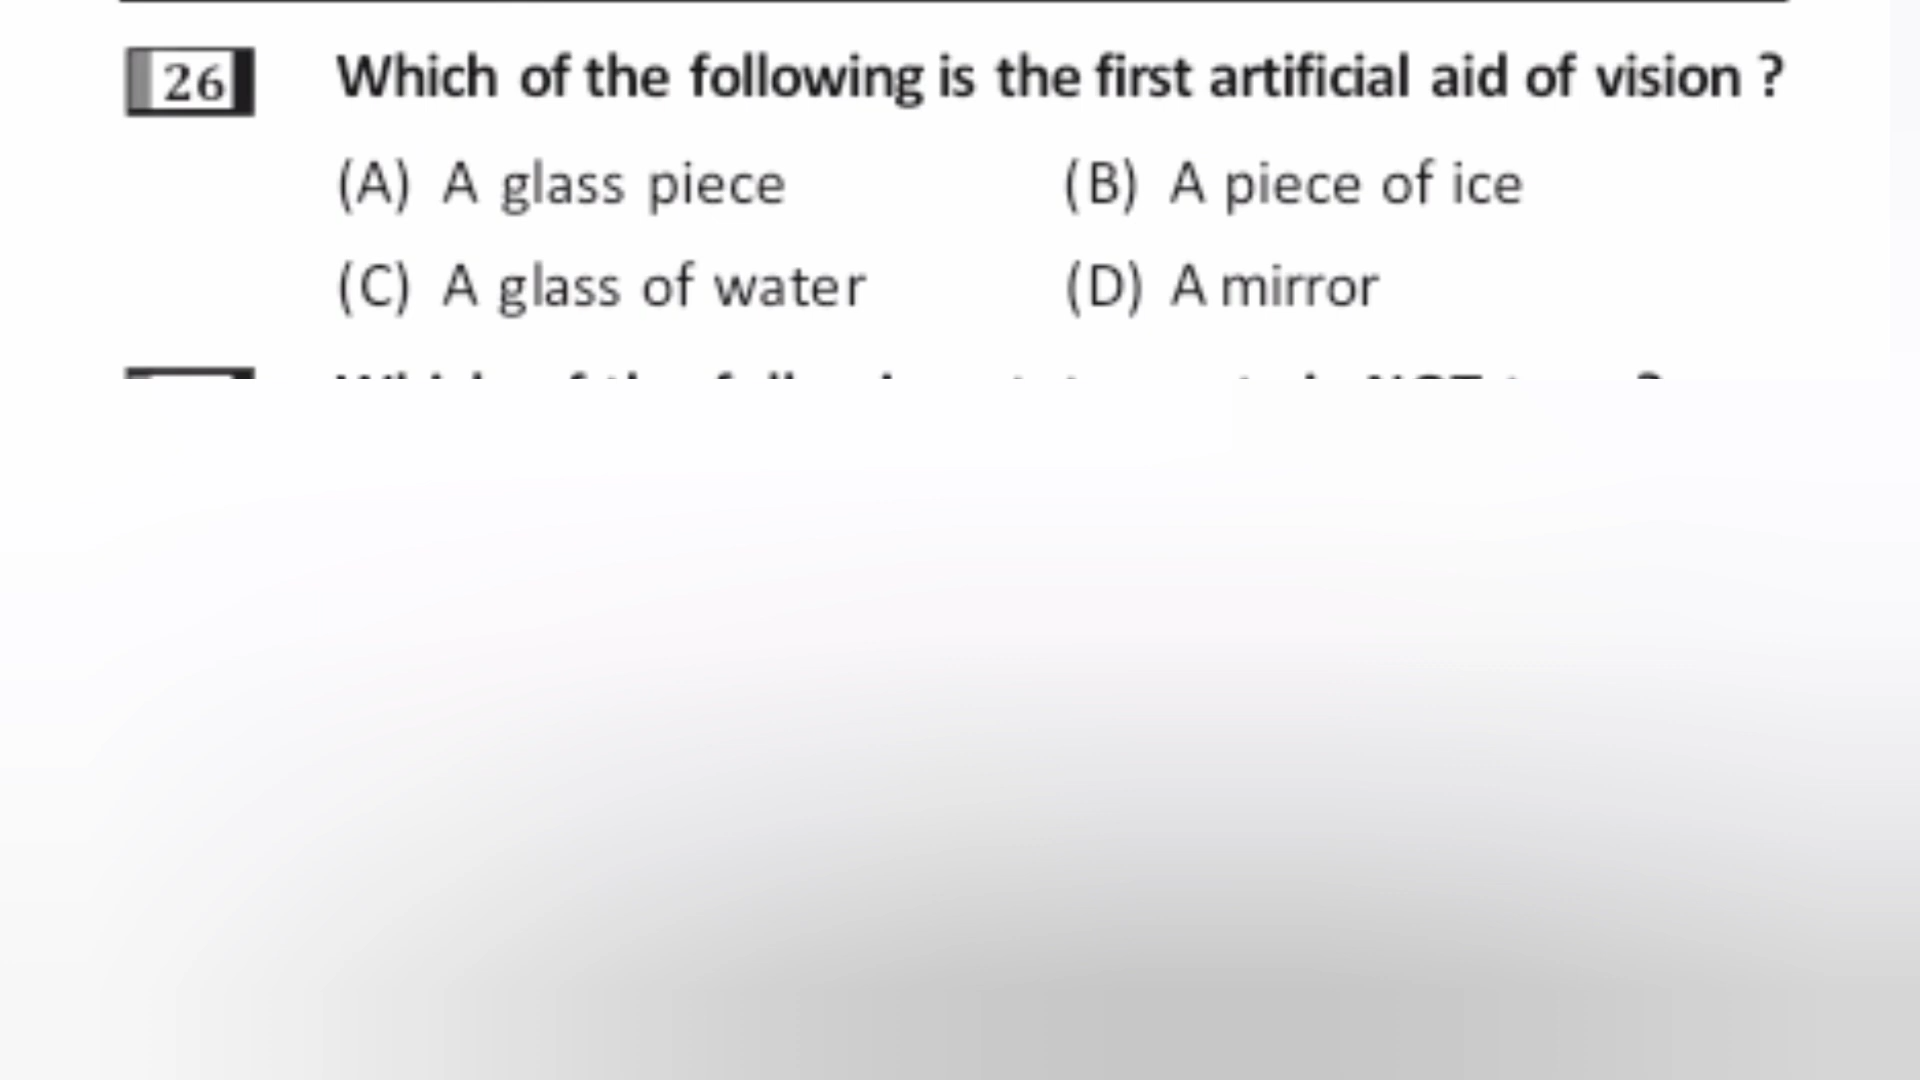 26 Which of the following is the first artificial aid of vision ?
(A) A glass piece (B) A piece of ice
(C) A glass of water (D) A mirror